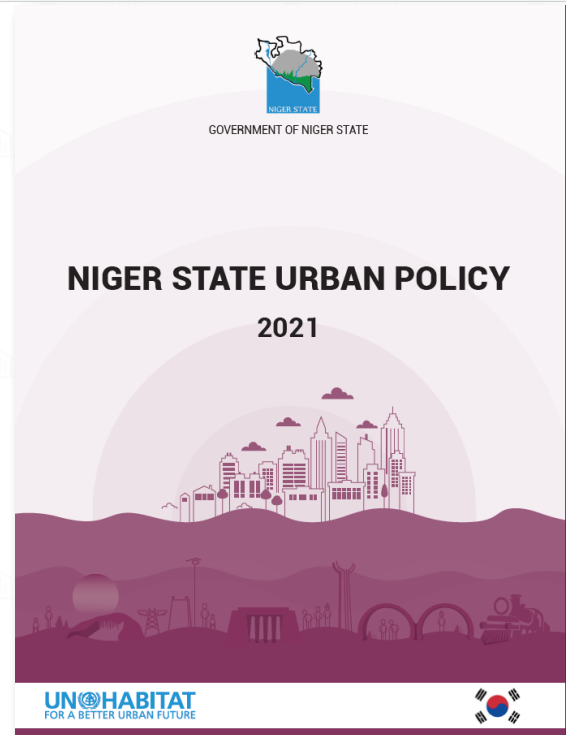 NIGER STATE
GOVERNMENT OF NIGER STATE
NIGER STATE URBAN POLICY
2021
UN HABITAT
FOR A BETTER URBAN FUTURE